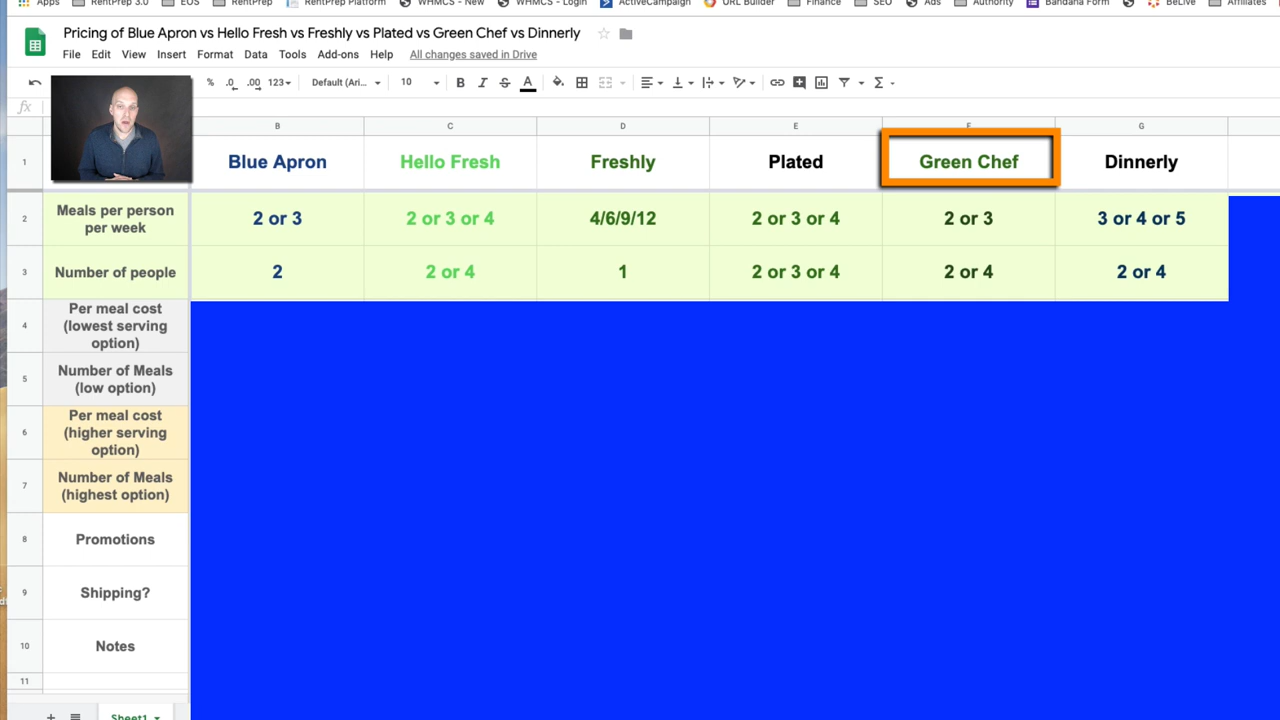 Apps RentPrep 3.0 EOS RentPrep RentPrep Platform WHMCS - New WHMCS - Login ActiveCampaign URL Builder Finance SEO Ads Authority Bandana Form BeLive Affiliates
Pricing of Blue Apron vs Hello Fresh vs Freshly vs Plated vs Green Chef vs Dinnerly
File Edit View Insert Format Data Tools Add-ons Help All changes saved in Drive
% .0 .00 123 Default (Ari... 10 B I S A
fx
B C D E F G
1 Blue Apron Hello Fresh Freshly Plated Green Chef Dinnerly
Meals per person
2 per week 2 or 3 2 or 3 or 4 4/6/9/12 2 or 3 or 4 2 or 3 3 or 4 or 5
3 Number of people 2 2 or 4 1 2 or 3 or 4 2 or 4 2 or 4
Per meal cost
4 (lowest serving
option)
Number of Meals
5 (low option)
Per meal cost
6 (higher serving
option)
Number of Meals
7 (highest option)
8 Promotions
9 Shipping?
10 Notes
11
Sheet1